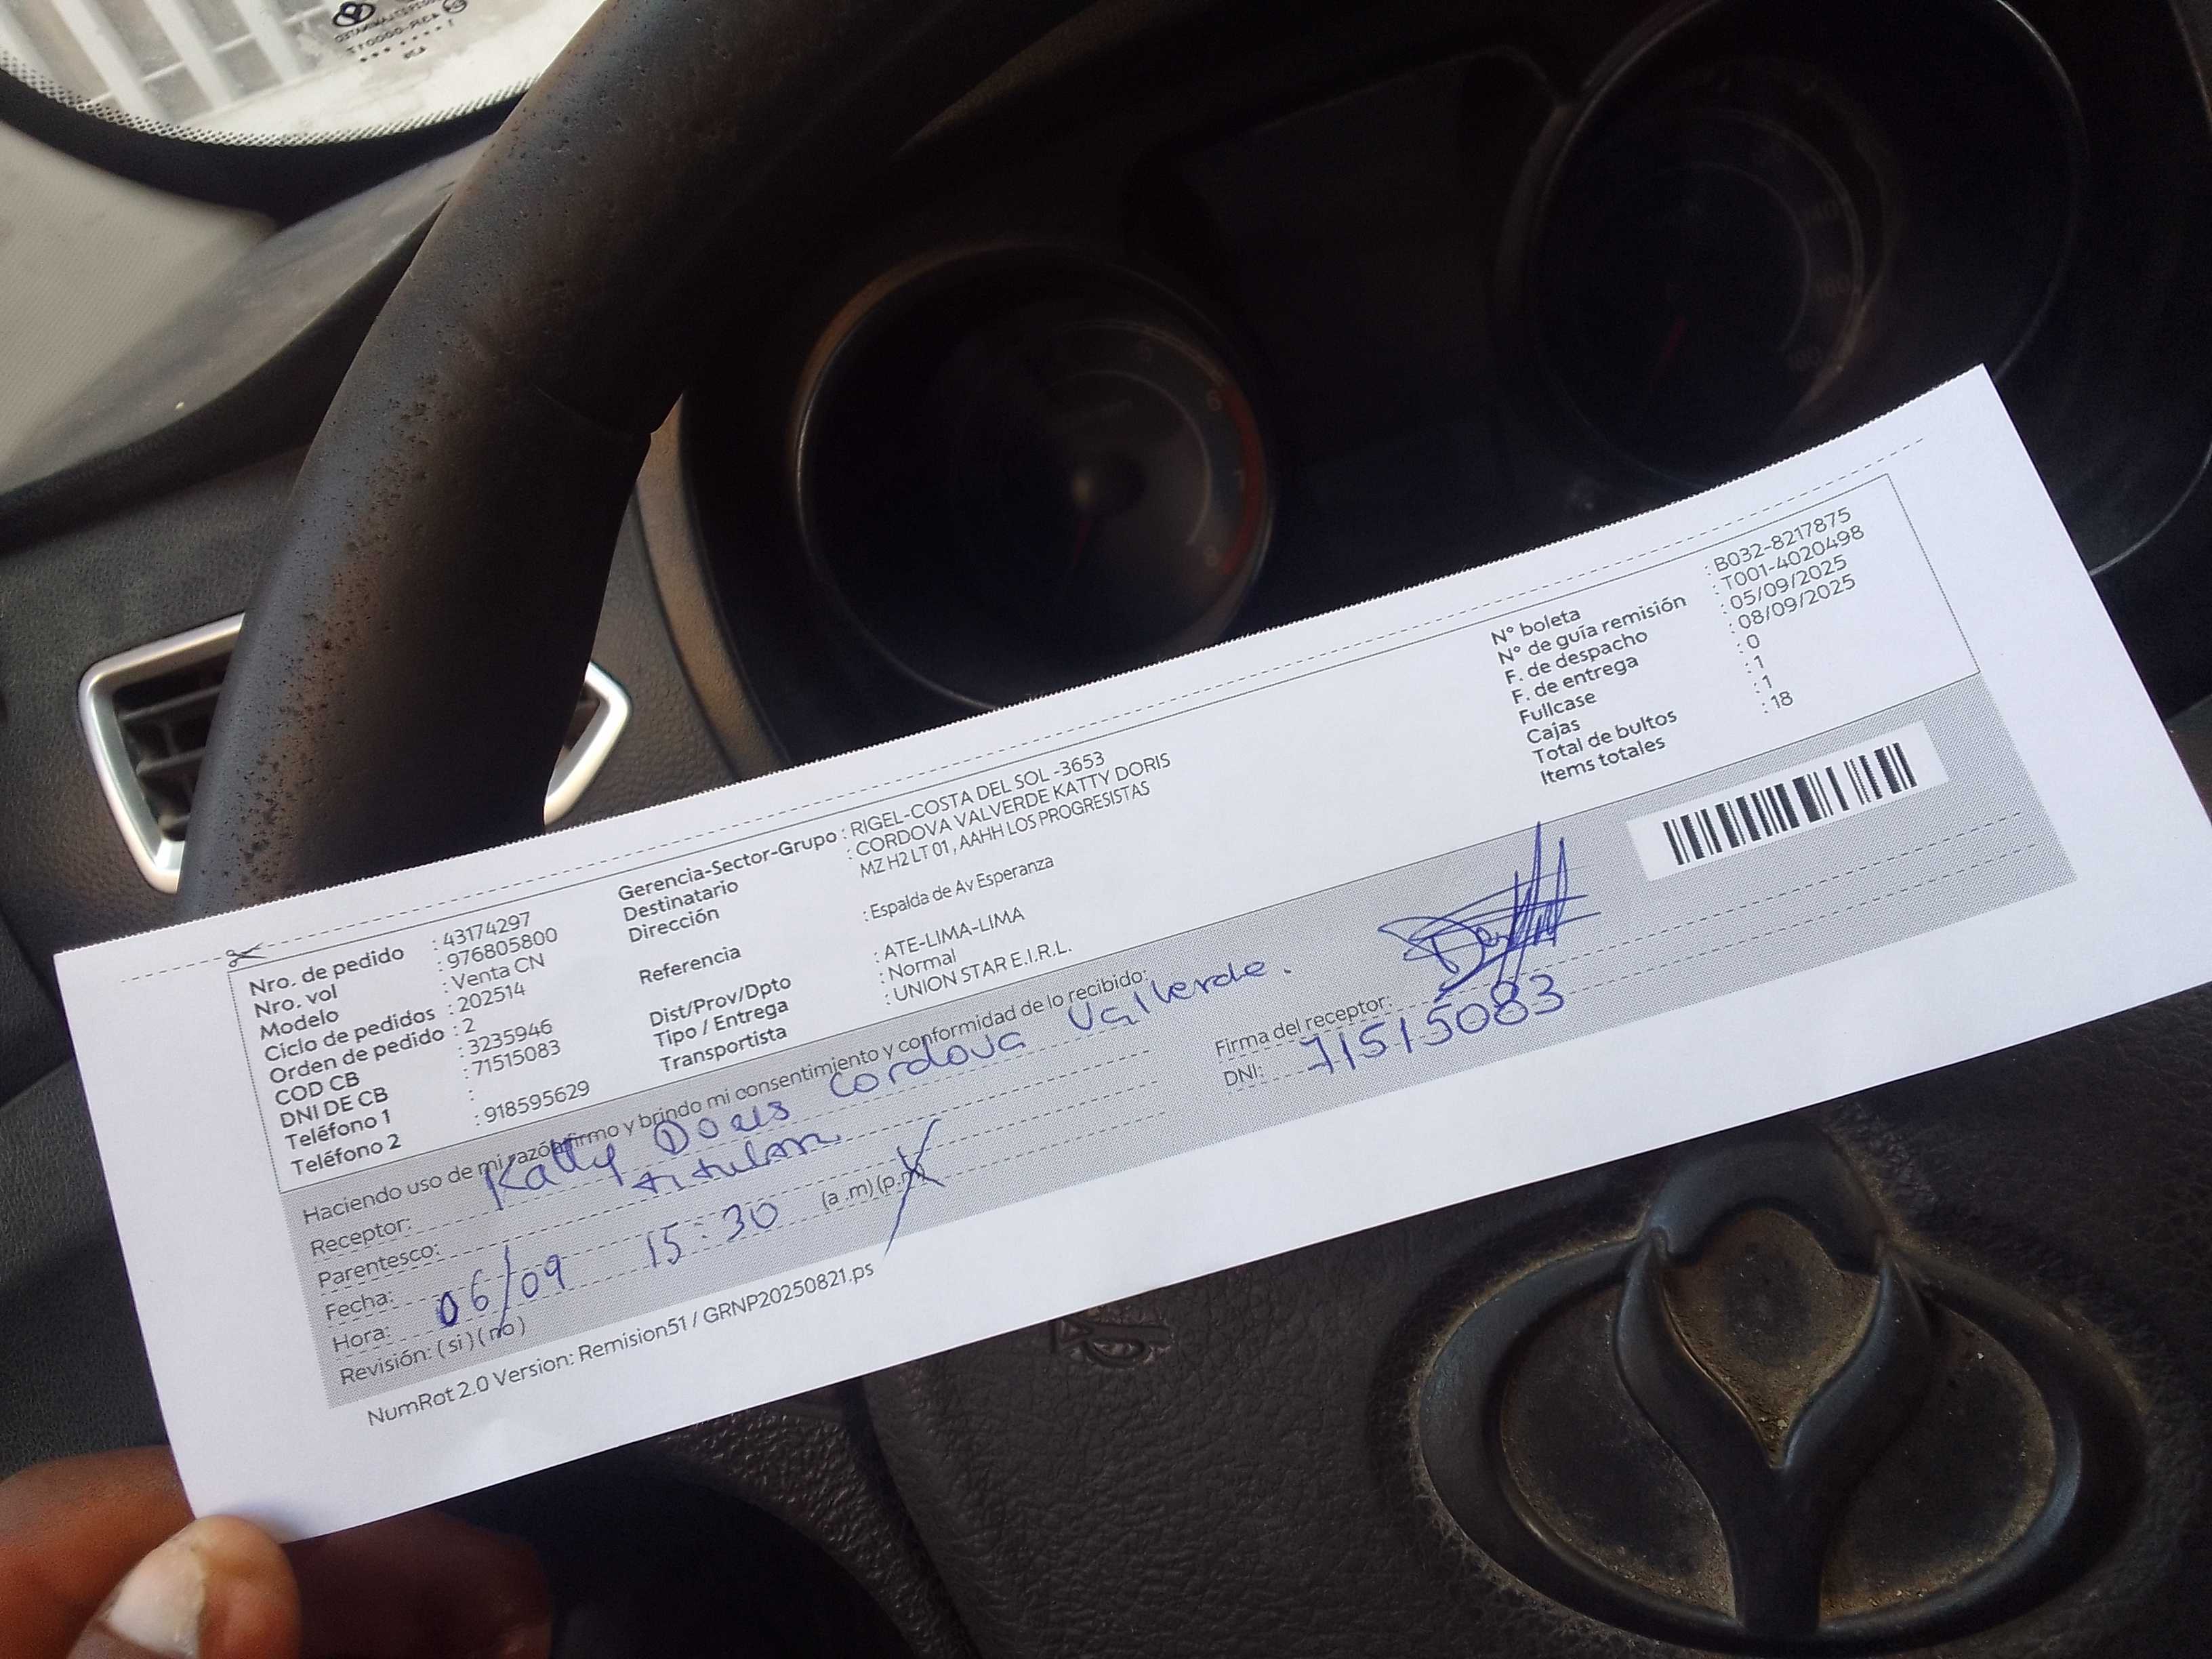 Nro. de pedido : 43174297
Nro. vol : 976805800
Modelo : Venta CN
Ciclo de pedidos : 202514
Orden de pedido : 2
COD CB : 3235946
DNI DE CB : 71515083
Teléfono 1 :
Teléfono 2 : 918595629
Gerencia-Sector-Grupo : RIGEL-COSTA DEL SOL -3653
Destinatario : CORDOVA VALVERDE KATTY DORIS
Dirección MZ H2 LT 01 , AAHH LOS PROGRESISTAS
Referencia : Espalda de Av Esperanza
Dist/Prov/Dpto : ATE-LIMA-LIMA
Tipo / Entrega : Normal
Transportista : UNION STAR E.I.R.L.
N° boleta : B032-8217875
N° de guía remisión : T001-4020498
F. de despacho : 05/09/2025
F. de entrega : 08/09/2025
Fullcase : 0
Cajas : 1
Total de bultos : 1
Items totales : 18
Haciendo uso de mi razón firmo y brindo mi consentimiento y conformidad de lo recibido:
Receptor: Katty Doris Cordova Valverde.
Parentesco: titular
Fecha: 06/09 15:30 (a .m) (p.m)
Hora:
Revisión: ( si ) ( no )
Firma del receptor:
DNI: 71515083
NumRot 2.0 Version: Remision51 / GRNP20250821.ps